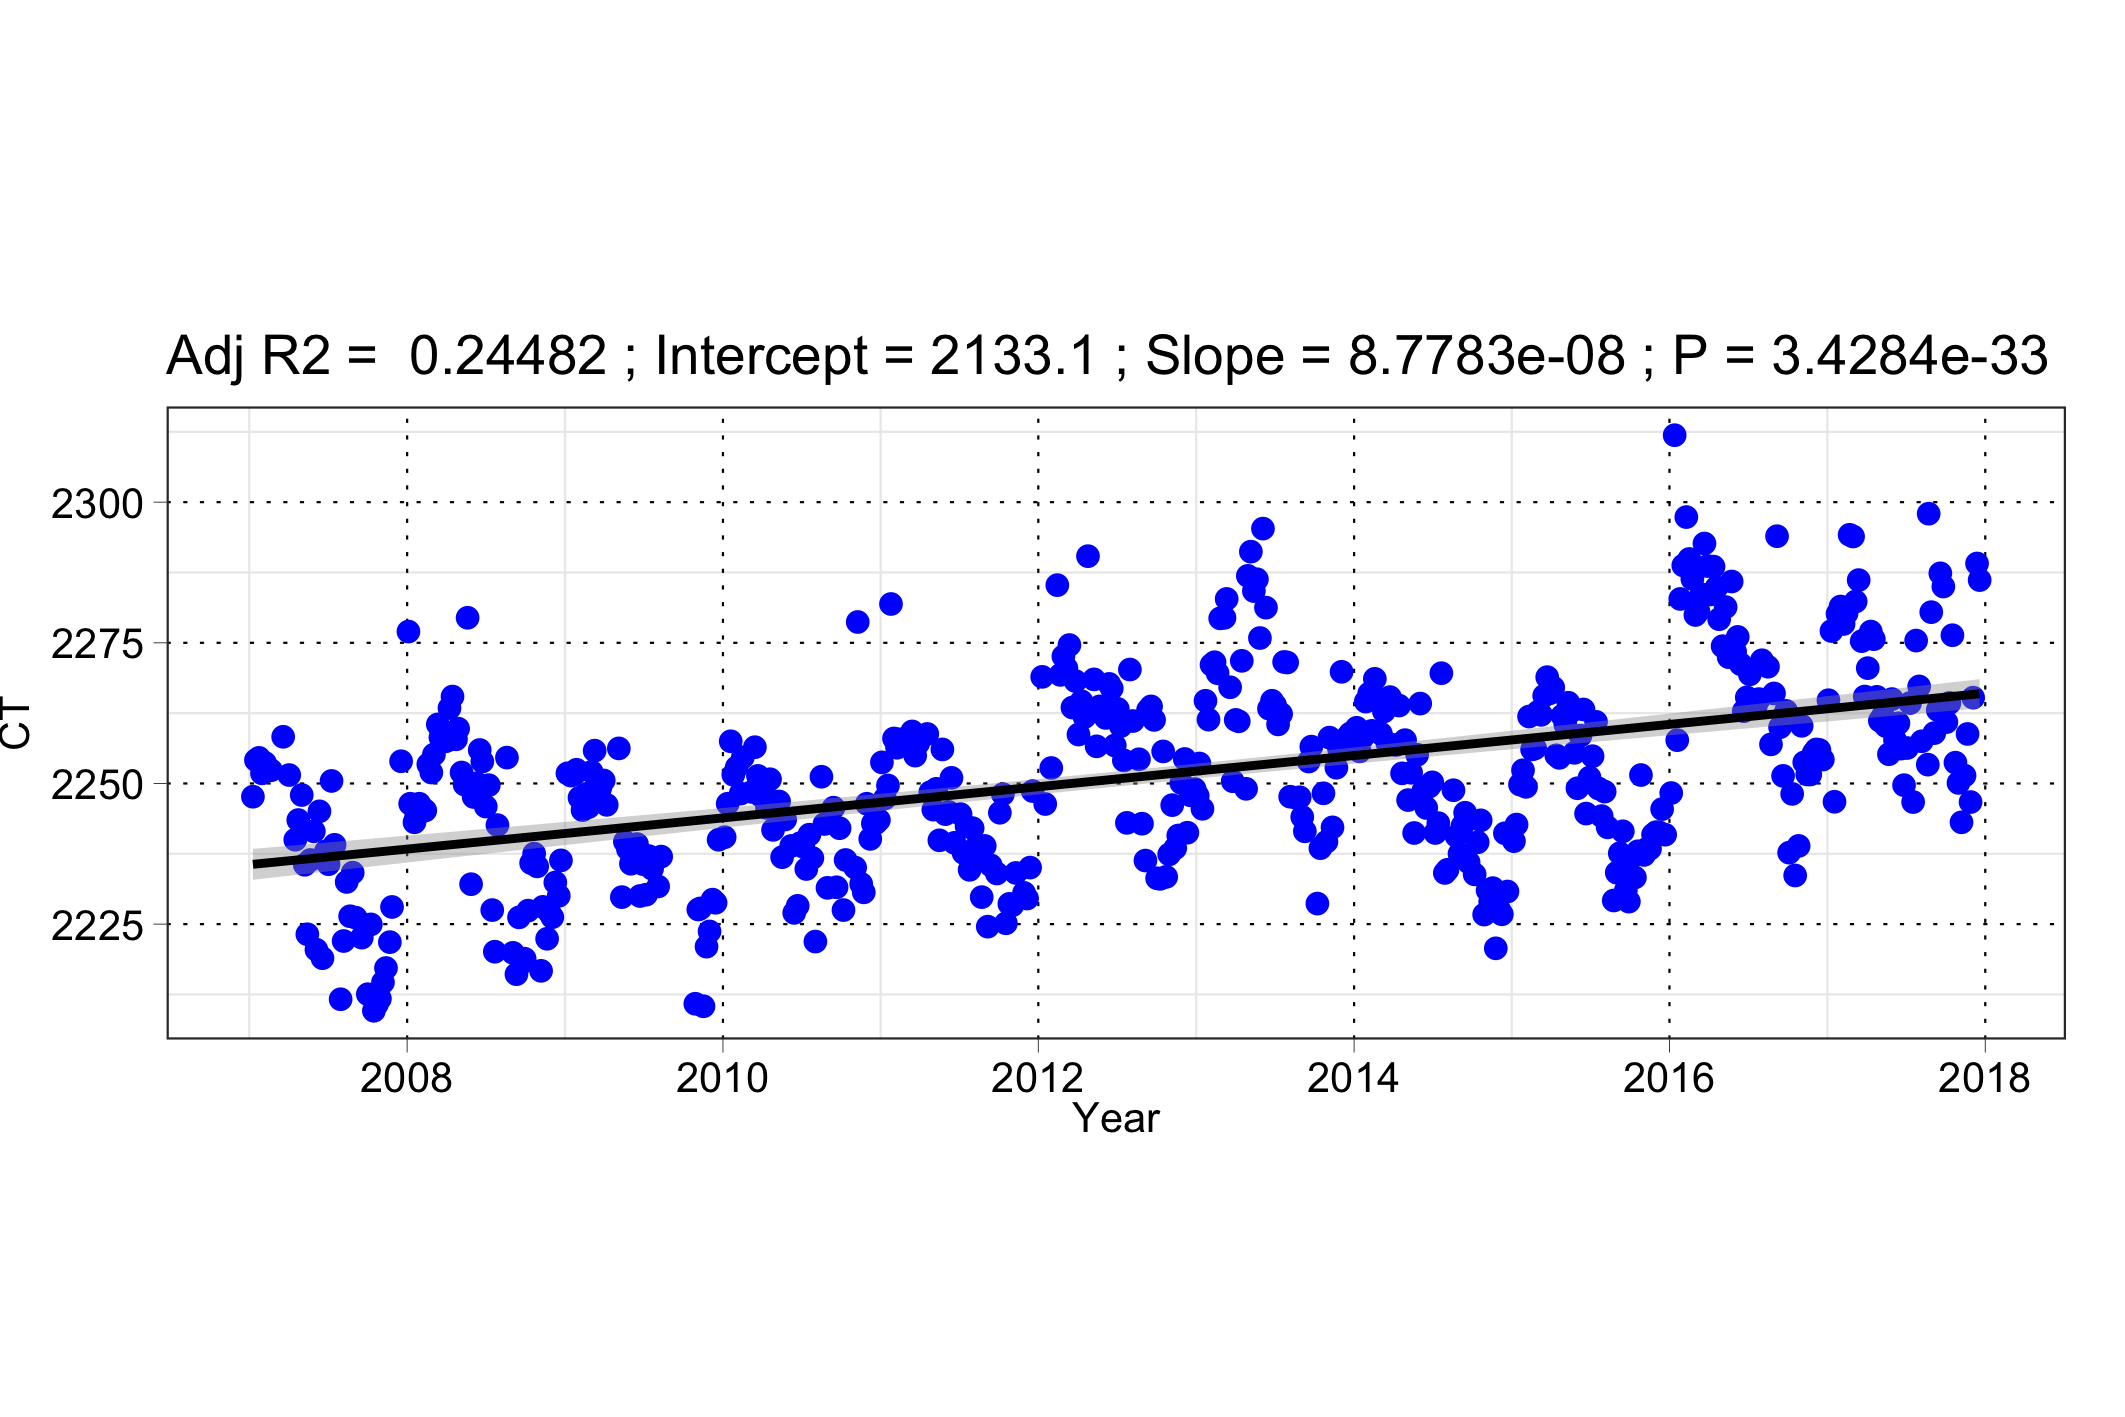 Adj R2 =  0.24482 ; Intercept = 2133.1 ; Slope = 8.7783e-08 ; P = 3.4284e-33
2300
2275
2250
2225
CT
2008 2010 2012 2014 2016 2018
Year